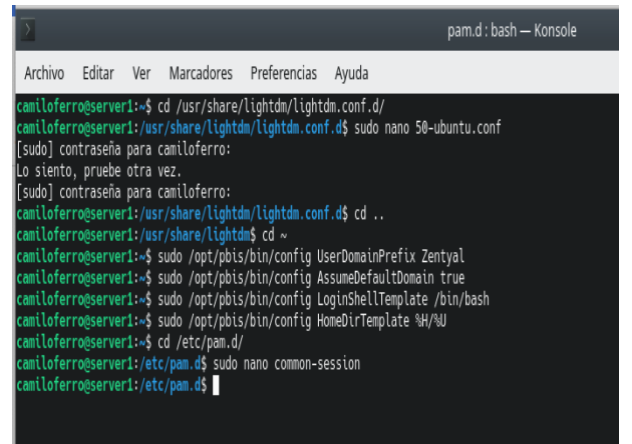 pam.d : bash — Konsole
Archivo Editar Ver Marcadores Preferencias Ayuda
camiloferro@server1:~$ cd /usr/share/lightdm/lightdm.conf.d/
camiloferro@server1:/usr/share/lightdm/lightdm.conf.d$ sudo nano 50-ubuntu.conf
[sudo] contraseña para camiloferro:
Lo siento, pruebe otra vez.
[sudo] contraseña para camiloferro:
camiloferro@server1:/usr/share/lightdm/lightdm.conf.d$ cd ..
camiloferro@server1:/usr/share/lightdm$ cd ~
camiloferro@server1:~$ sudo /opt/pbis/bin/config UserDomainPrefix Zentyal
camiloferro@server1:~$ sudo /opt/pbis/bin/config AssumeDefaultDomain true
camiloferro@server1:~$ sudo /opt/pbis/bin/config LoginShellTemplate /bin/bash
camiloferro@server1:~$ sudo /opt/pbis/bin/config HomeDirTemplate %H/%U
camiloferro@server1:~$ cd /etc/pam.d/
camiloferro@server1:/etc/pam.d$ sudo nano common-session
camiloferro@server1:/etc/pam.d$